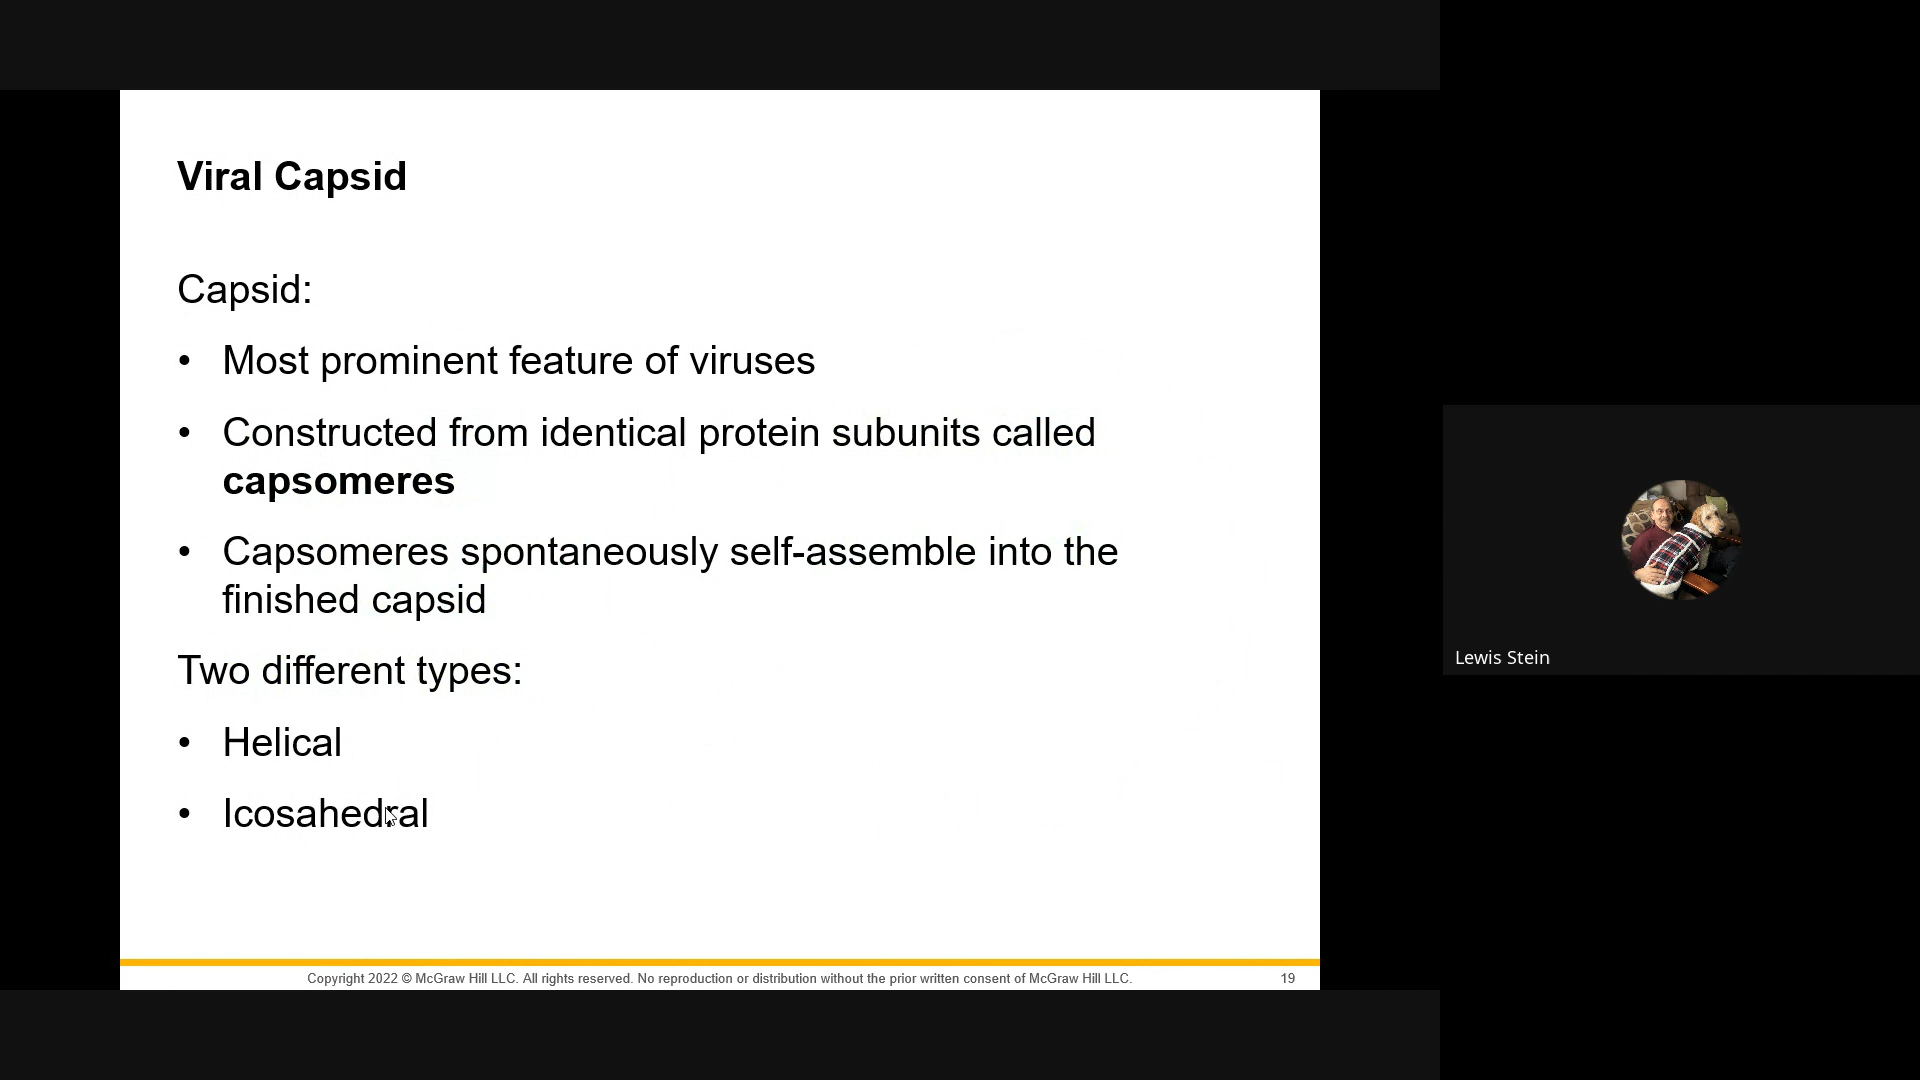 Viral Capsid
Capsid:
• Most prominent feature of viruses
• Constructed from identical protein subunits called
capsomeres
• Capsomeres spontaneously self-assemble into the
finished capsid
Two different types:
• Helical
• Icosahedral
Copyright 2022 © McGraw Hill LLC. All rights reserved. No reproduction or distribution without the prior written consent of McGraw Hill LLC.
19
Lewis Stein